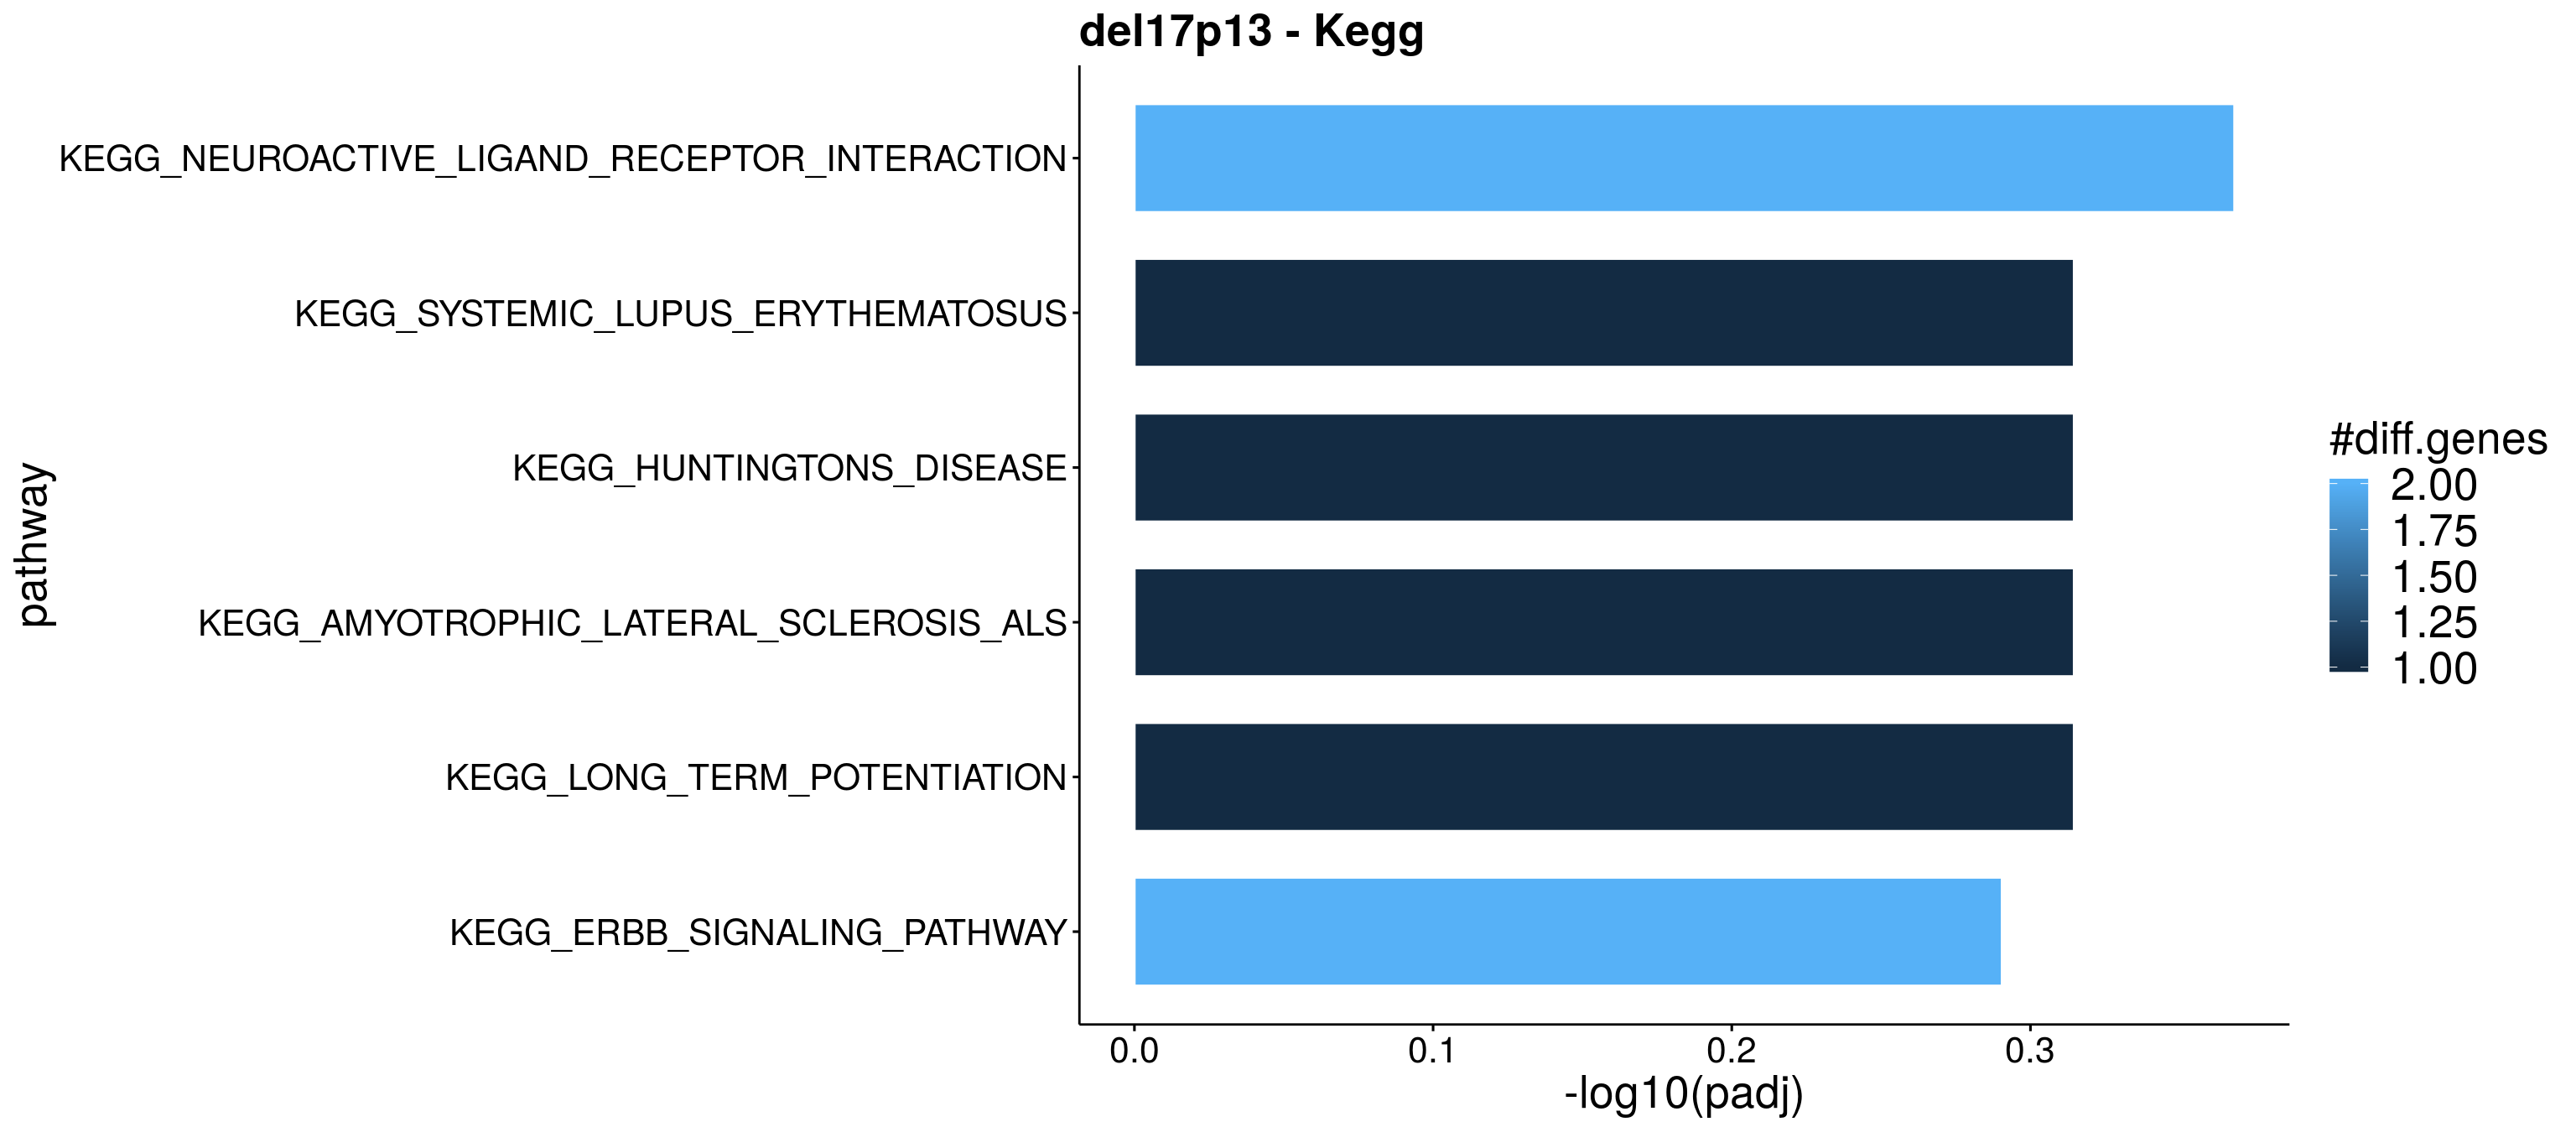 del17p13 - Kegg
KEGG_NEUROACTIVE_LIGAND_RECEPTOR_INTERACTION
KEGG_SYSTEMIC_LUPUS_ERYTHEMATOSUS
KEGG_HUNTINGTONS_DISEASE
KEGG_AMYOTROPHIC_LATERAL_SCLEROSIS_ALS
KEGG_LONG_TERM_POTENTIATION
KEGG_ERBB_SIGNALING_PATHWAY
pathway
0.0 0.1 0.2 0.3
-log10(padj)
#diff.genes
2.00
1.75
1.50
1.25
1.00